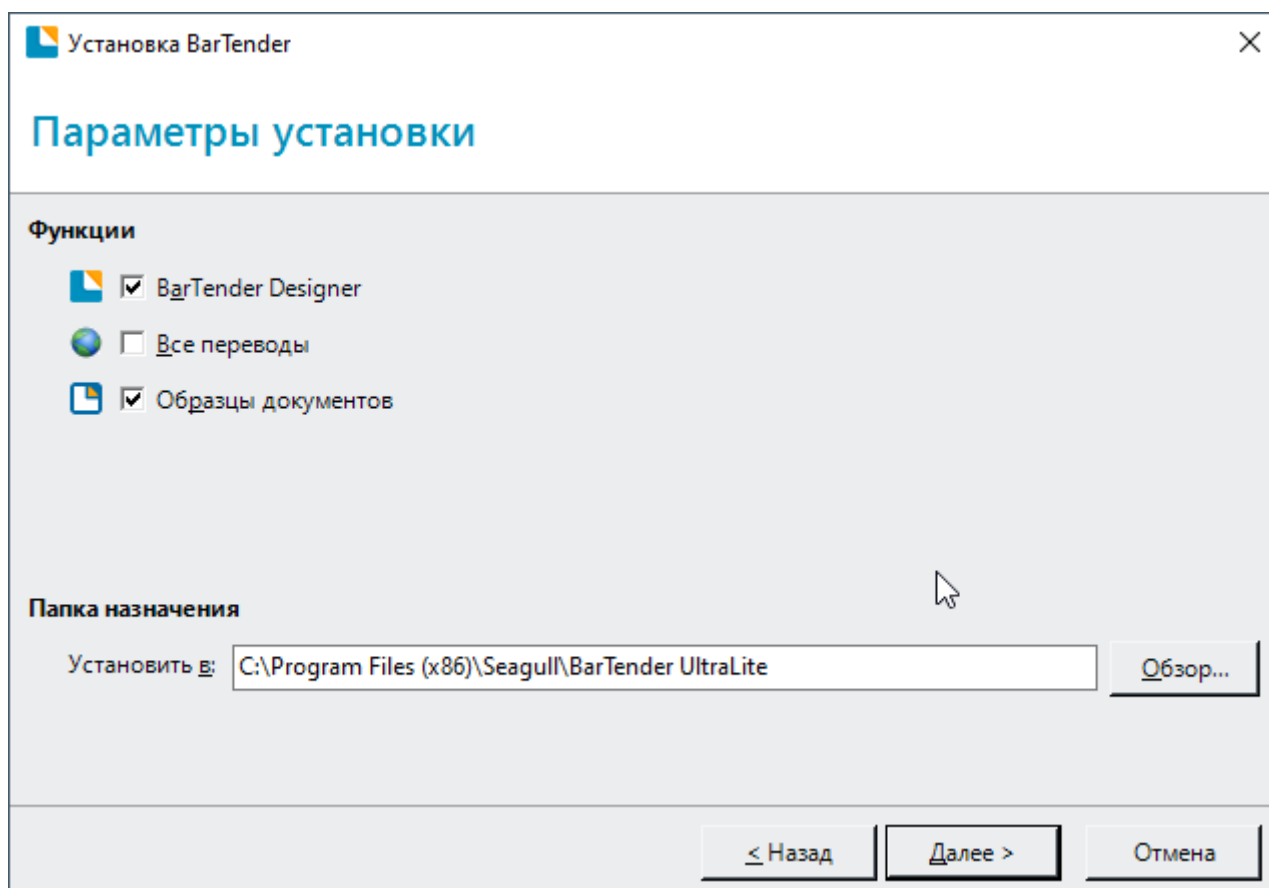 Установка BarTender
Параметры установки
Функции
BarTender Designer
Все переводы
Образцы документов
Папка назначения
Установить в: C:\Program Files (x86)\Seagull\BarTender UltraLite Обзор...
< Назад Далее > Отмена